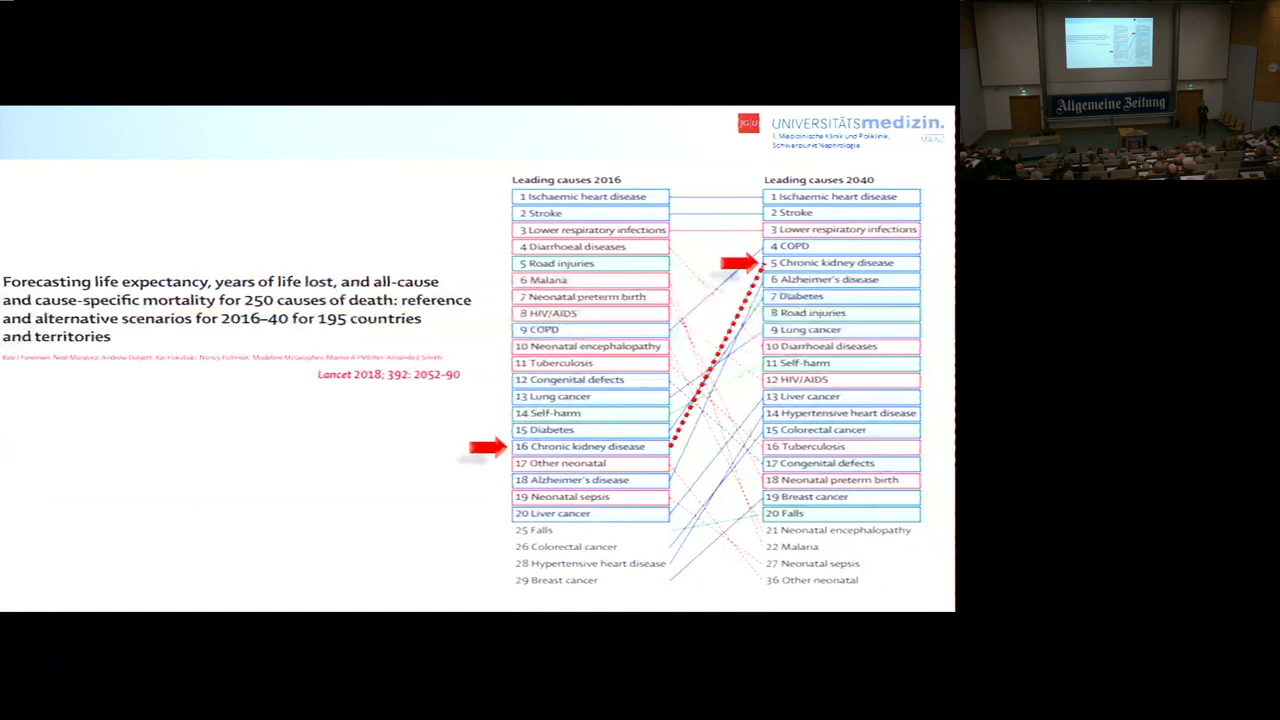 JG|U UNIVERSITÄTSmedizin.
MAINZ
I. Medizinische Klinik und Poliklinik,
Schwerpunkt Nephrologie
Allgemeine Zeitung
Forecasting life expectancy, years of life lost, and all-cause
and cause-specific mortality for 250 causes of death: reference
and alternative scenarios for 2016–40 for 195 countries
and territories
Lancet 2018; 392: 2052–90
Leading causes 2016
1 Ischaemic heart disease
2 Stroke
3 Lower respiratory infections
4 Diarrhoeal diseases
5 Road injuries
6 Malaria
7 Neonatal preterm birth
8 HIV/AIDS
9 COPD
10 Neonatal encephalopathy
11 Tuberculosis
12 Congenital defects
13 Lung cancer
14 Self-harm
15 Diabetes
16 Chronic kidney disease
17 Other neonatal
18 Alzheimer's disease
19 Neonatal sepsis
20 Liver cancer
25 Falls
26 Colorectal cancer
28 Hypertensive heart disease
29 Breast cancer
Leading causes 2040
1 Ischaemic heart disease
2 Stroke
3 Lower respiratory infections
4 COPD
5 Chronic kidney disease
6 Alzheimer's disease
7 Diabetes
8 Road injuries
9 Lung cancer
10 Diarrhoeal diseases
11 Self-harm
12 HIV/AIDS
13 Liver cancer
14 Hypertensive heart disease
15 Colorectal cancer
16 Tuberculosis
17 Congenital defects
18 Neonatal preterm birth
19 Breast cancer
20 Falls
21 Neonatal encephalopathy
22 Malaria
27 Neonatal sepsis
36 Other neonatal